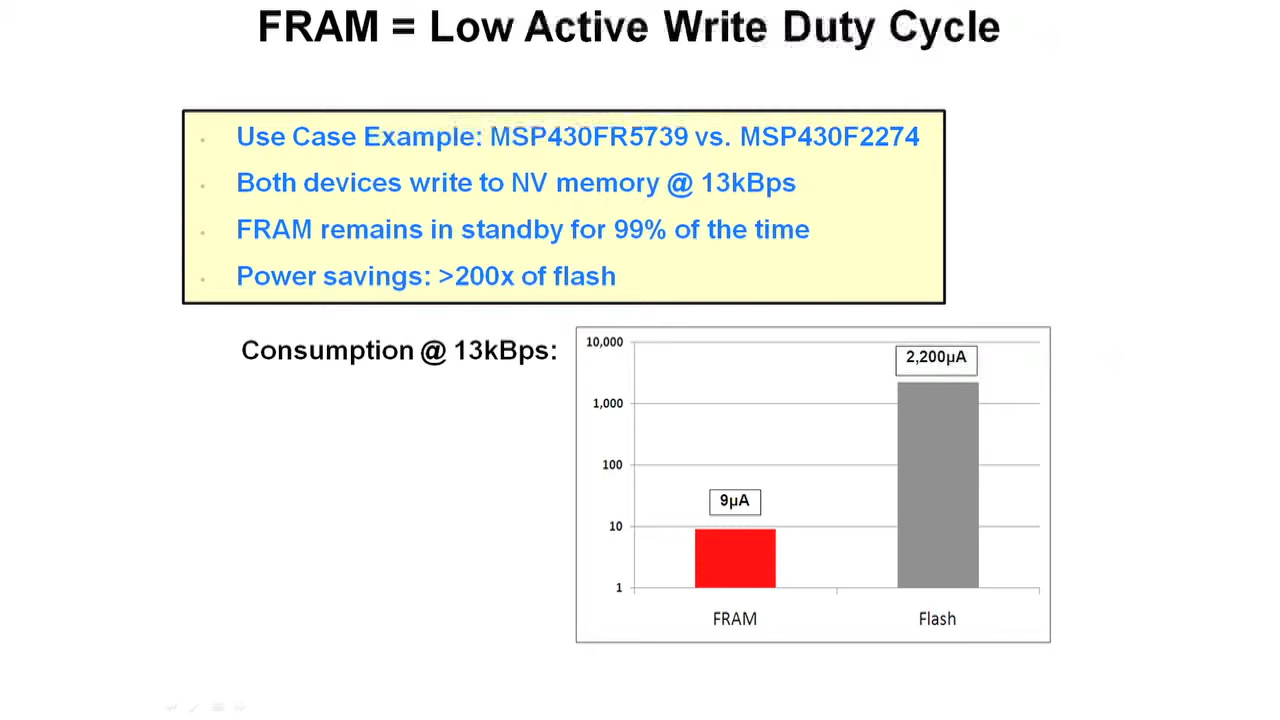 FRAM = Low Active Write Duty Cycle
Use Case Example: MSP430FR5739 vs. MSP430F2274
Both devices write to NV memory @ 13kBps
FRAM remains in standby for 99% of the time
Power savings: >200x of flash
Consumption @ 13kBps:
10,000
1,000
100
10
1
2,200µA
9µA
FRAM
Flash